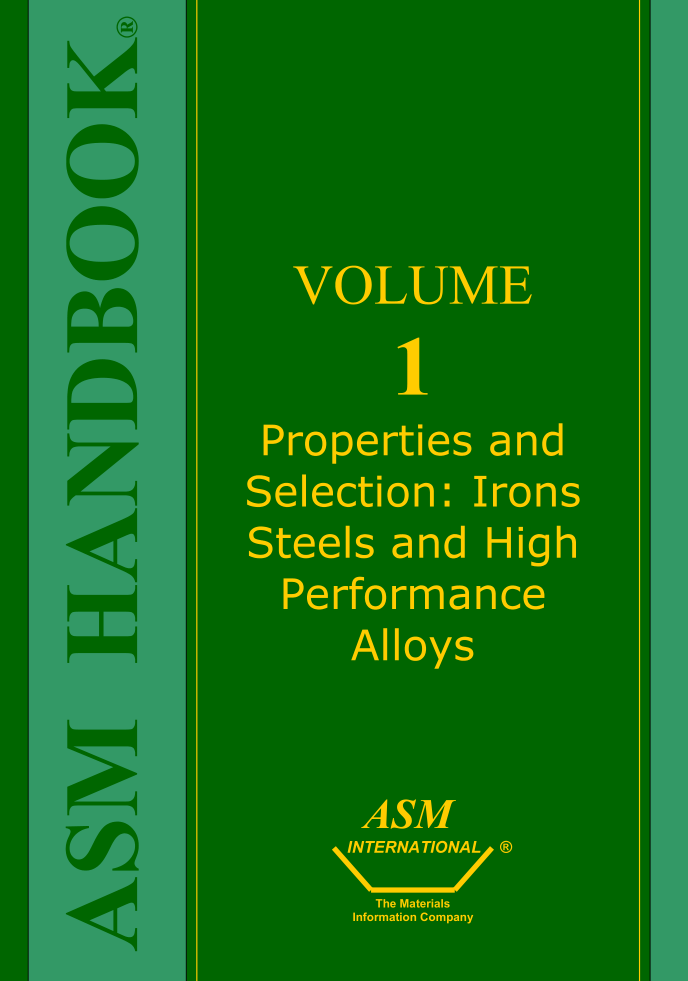 ASM HANDBOOK®
VOLUME
1
Properties and
Selection: Irons
Steels and High
Performance
Alloys
ASM
INTERNATIONAL ®
The Materials
Information Company